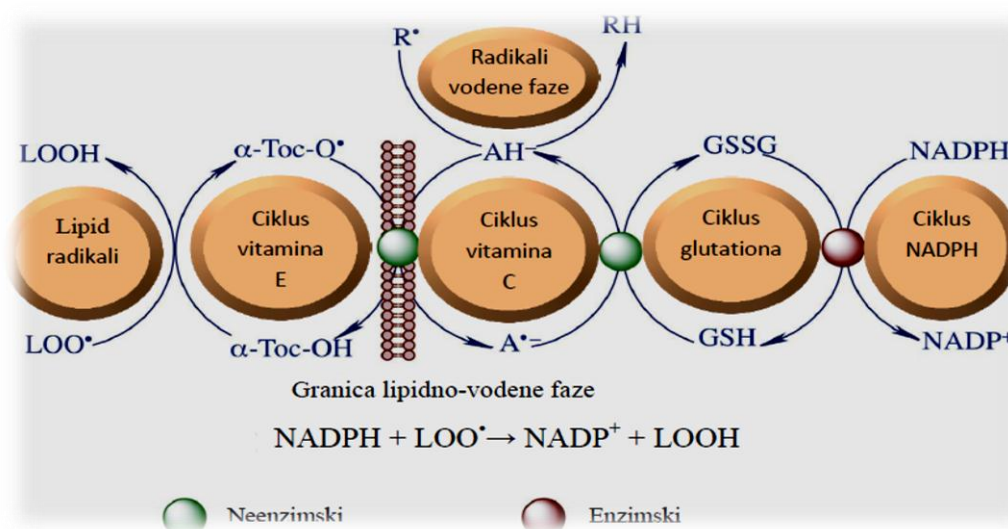 R•
RH
Radikali
vodene faze
LOOH
α-Toc-O•
AH⁻
GSSG
NADPH
Lipid
radikali
Ciklus
vitamina
E
Ciklus
vitamina
C
Ciklus
glutationa
Ciklus
NADPH
LOO•
α-Toc-OH
A•⁻
GSH
NADP⁺
Granica lipidno-vodene faze
NADPH + LOO•→ NADP⁺ + LOOH
Neenzimski
Enzimski